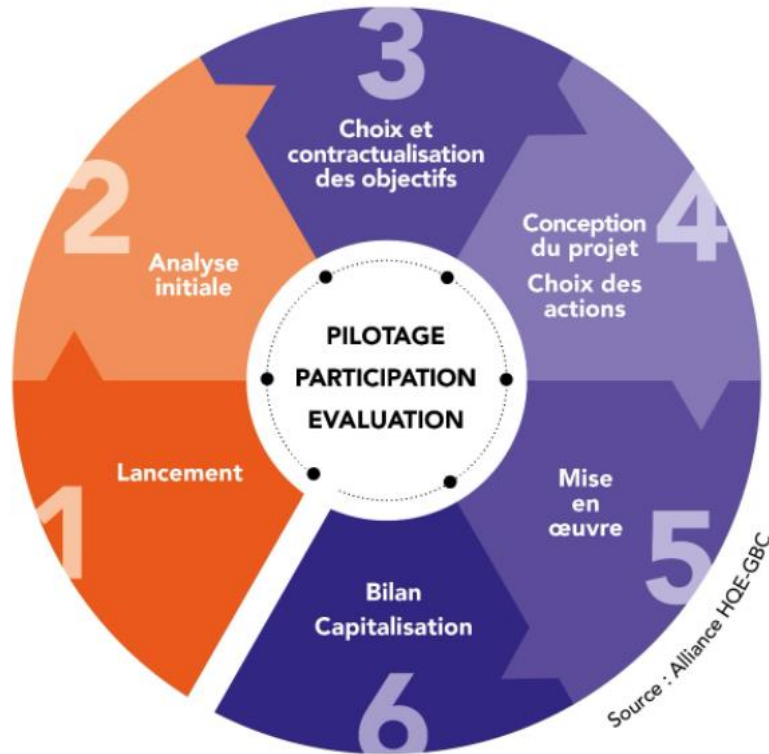 1
Lancement
2
Analyse
initiale
3
Choix et
contractualisation
des objectifs
4
Conception
du projet
Choix des
actions
5
Mise
en
œuvre
6
Bilan
Capitalisation
PILOTAGE
PARTICIPATION
EVALUATION
Source : Alliance HQE-GBC